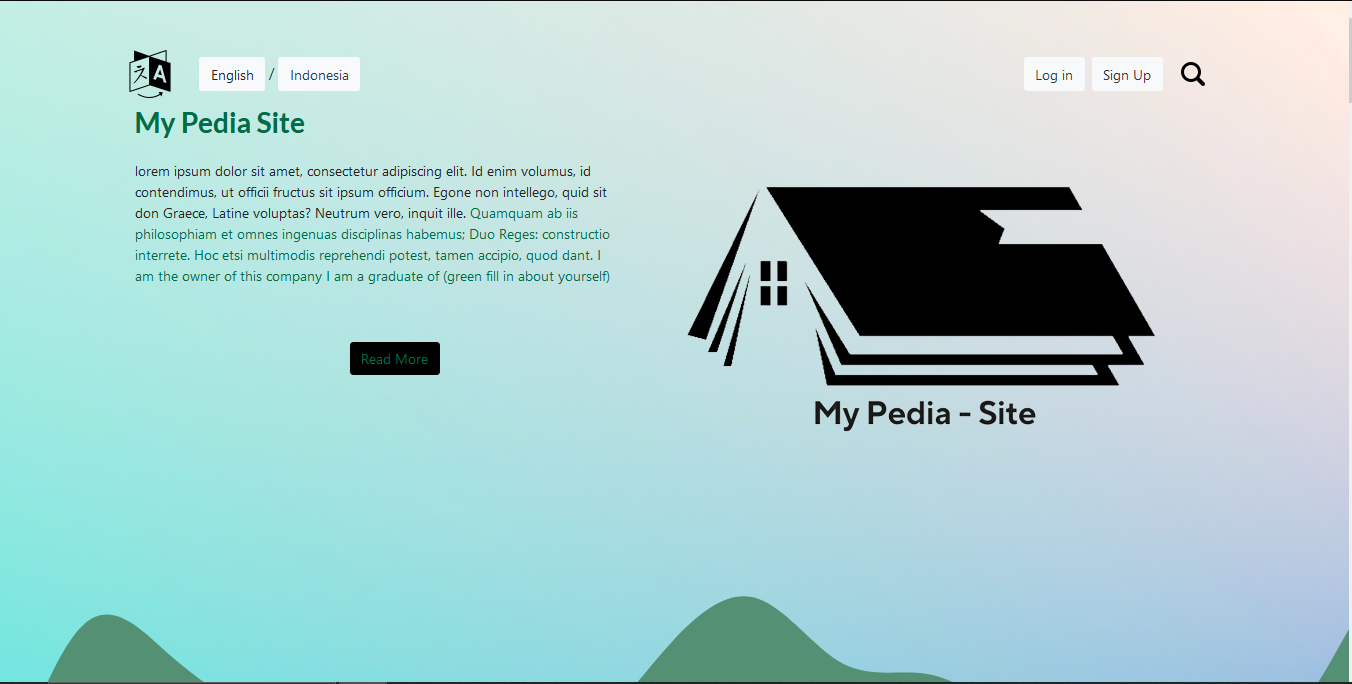 English / Indonesia
Log in Sign Up
My Pedia Site
lorem ipsum dolor sit amet, consectetur adipiscing elit. Id enim volumus, id
contendimus, ut officii fructus sit ipsum officium. Egone non intellego, quid sit
don Graece, Latine voluptas? Neutrum vero, inquit ille. Quamquam ab iis
philosophiam et omnes ingenuas disciplinas habemus; Duo Reges: constructio
interrete. Hoc etsi multimodis reprehendi potest, tamen accipio, quod dant. I
am the owner of this company I am a graduate of (green fill in about yourself)
Read More
My Pedia - Site